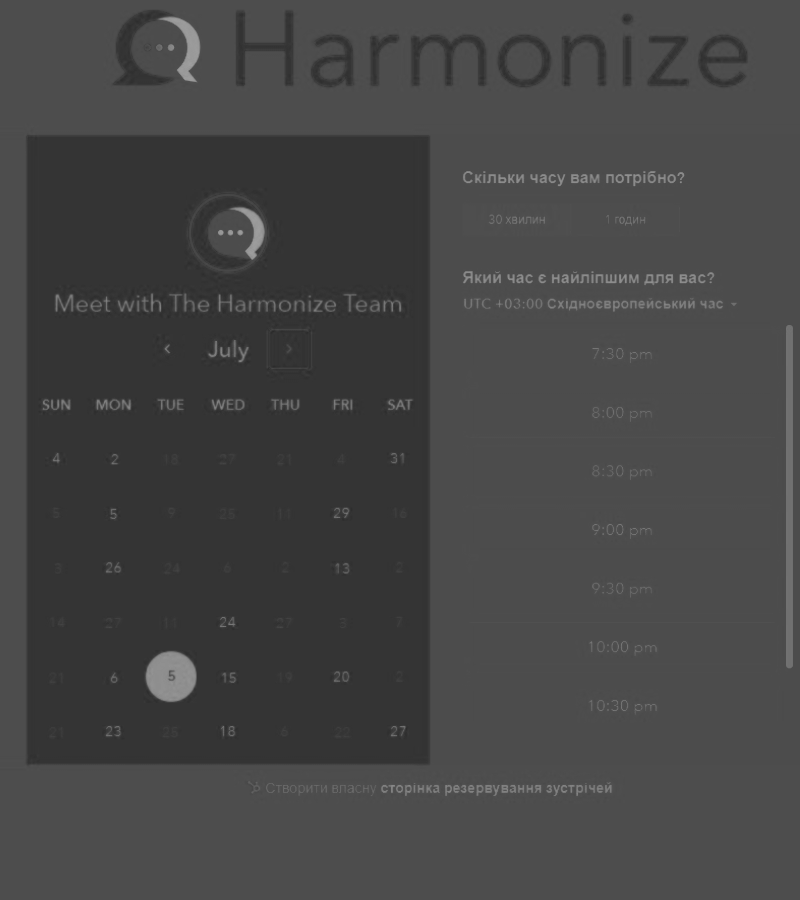 Harmonize
Meet with The Harmonize Team
July
SUN MON TUE WED THU FRI SAT
4 2 18 27 21 4 31
5 5 9 25 11 29 16
3 26 24 6 2 13 2
14 27 11 24 27 3 7
21 6 5 15 19 20 2
21 23 25 18 6 22 27
Скільки часу вам потрібно?
30 хвилин 1 годин
Який час є найліпшим для вас?
UTC +03:00 Східноєвропейський час
7:30 pm
8:00 pm
8:30 pm
9:00 pm
9:30 pm
10:00 pm
10:30 pm
Створити власну сторінка резервування зустрічей